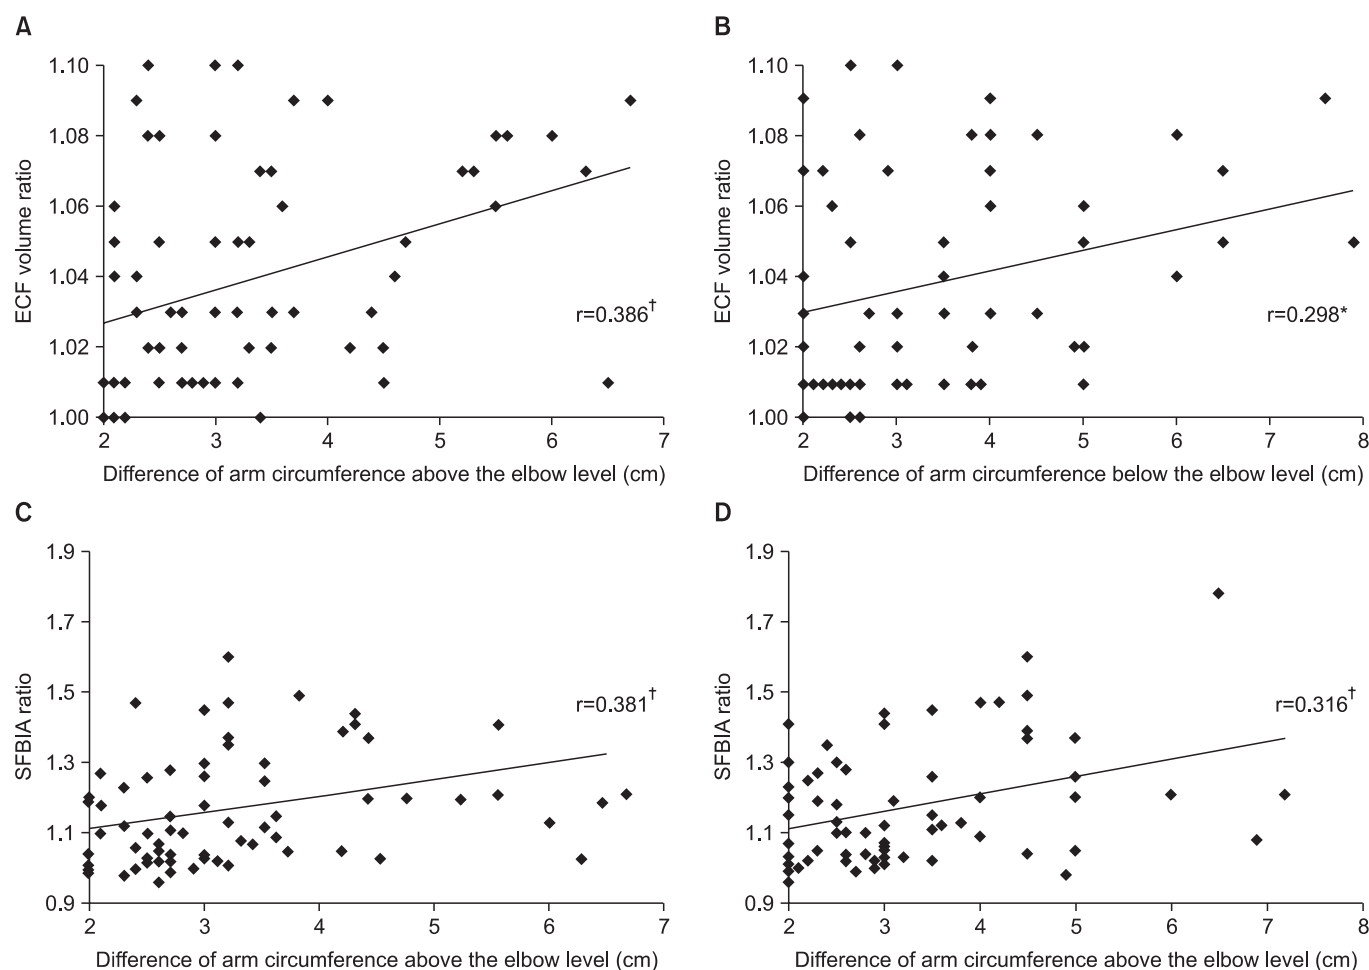 A
1.10
1.08
1.06
1.04
1.02
1.00
ECF volume ratio
r=0.386†
2 3 4 5 6 7
Difference of arm circumference above the elbow level (cm)
B
1.10
1.08
1.06
1.04
1.02
1.00
ECF volume ratio
r=0.298*
2 3 4 5 6 7 8
Difference of arm circumference below the elbow level (cm)
C
1.9
1.7
1.5
1.3
1.1
0.9
SFBIA ratio
r=0.381†
2 3 4 5 6 7
Difference of arm circumference above the elbow level (cm)
D
1.9
1.7
1.5
1.3
1.1
0.9
SFBIA ratio
r=0.316†
2 3 4 5 6 7 8
Difference of arm circumference above the elbow level (cm)